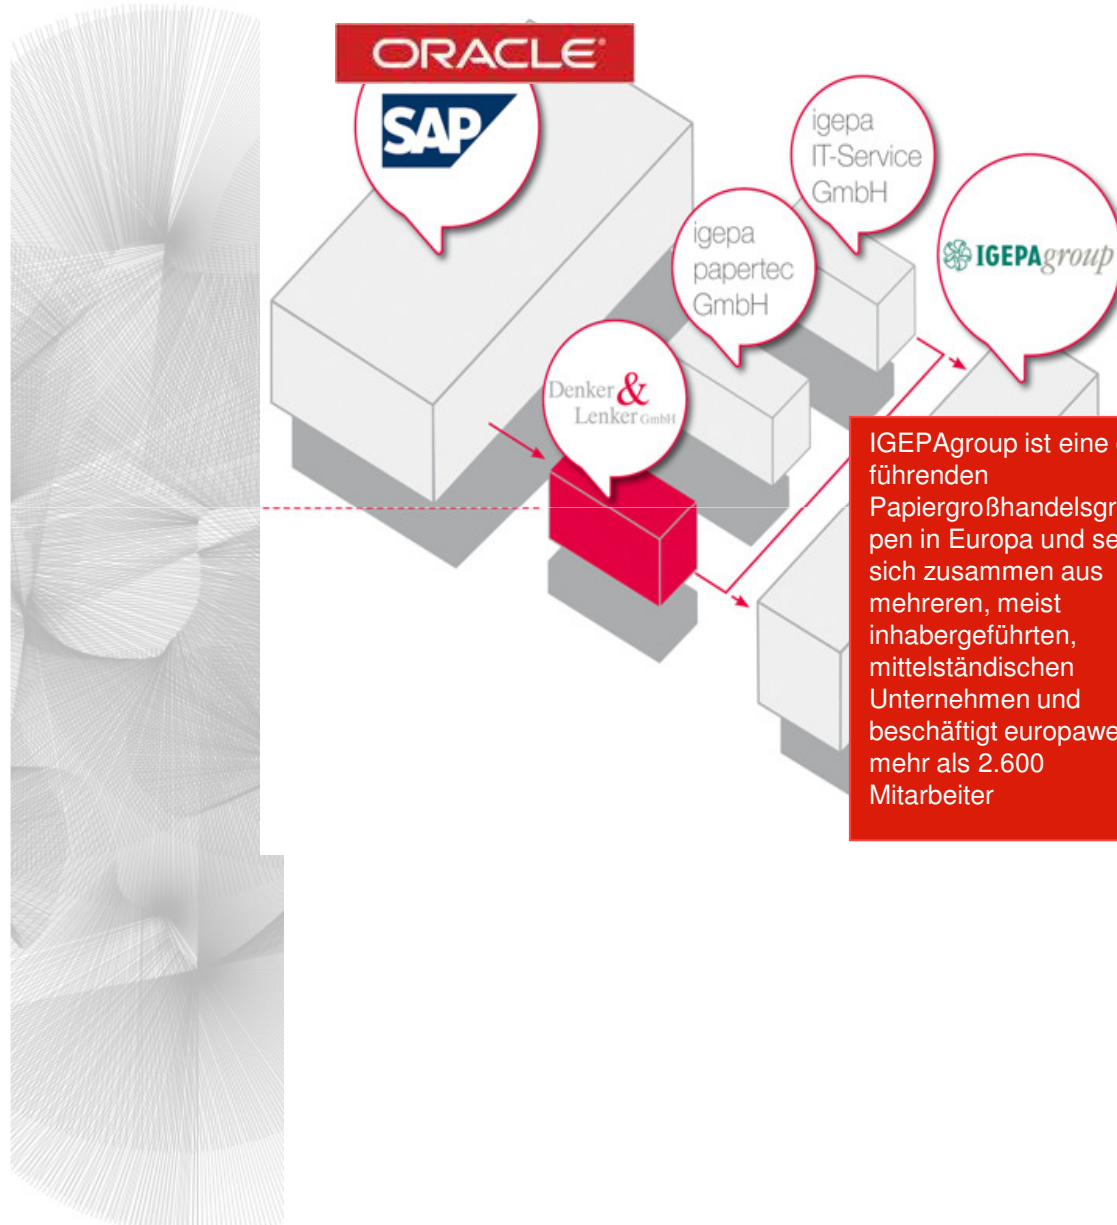 ORACLE
SAP
igepa
IT-Service
GmbH
igepa
papertec
GmbH
IGEPAgroup
Denker &
Lenker GmbH
IGEPAgroup ist eine
führenden
Papiergroßhandelsgr
pen in Europa und se
sich zusammen aus
mehreren, meist
inhabergeführten,
mittelständischen
Unternehmen und
beschäftigt europawe
mehr als 2.600
Mitarbeiter